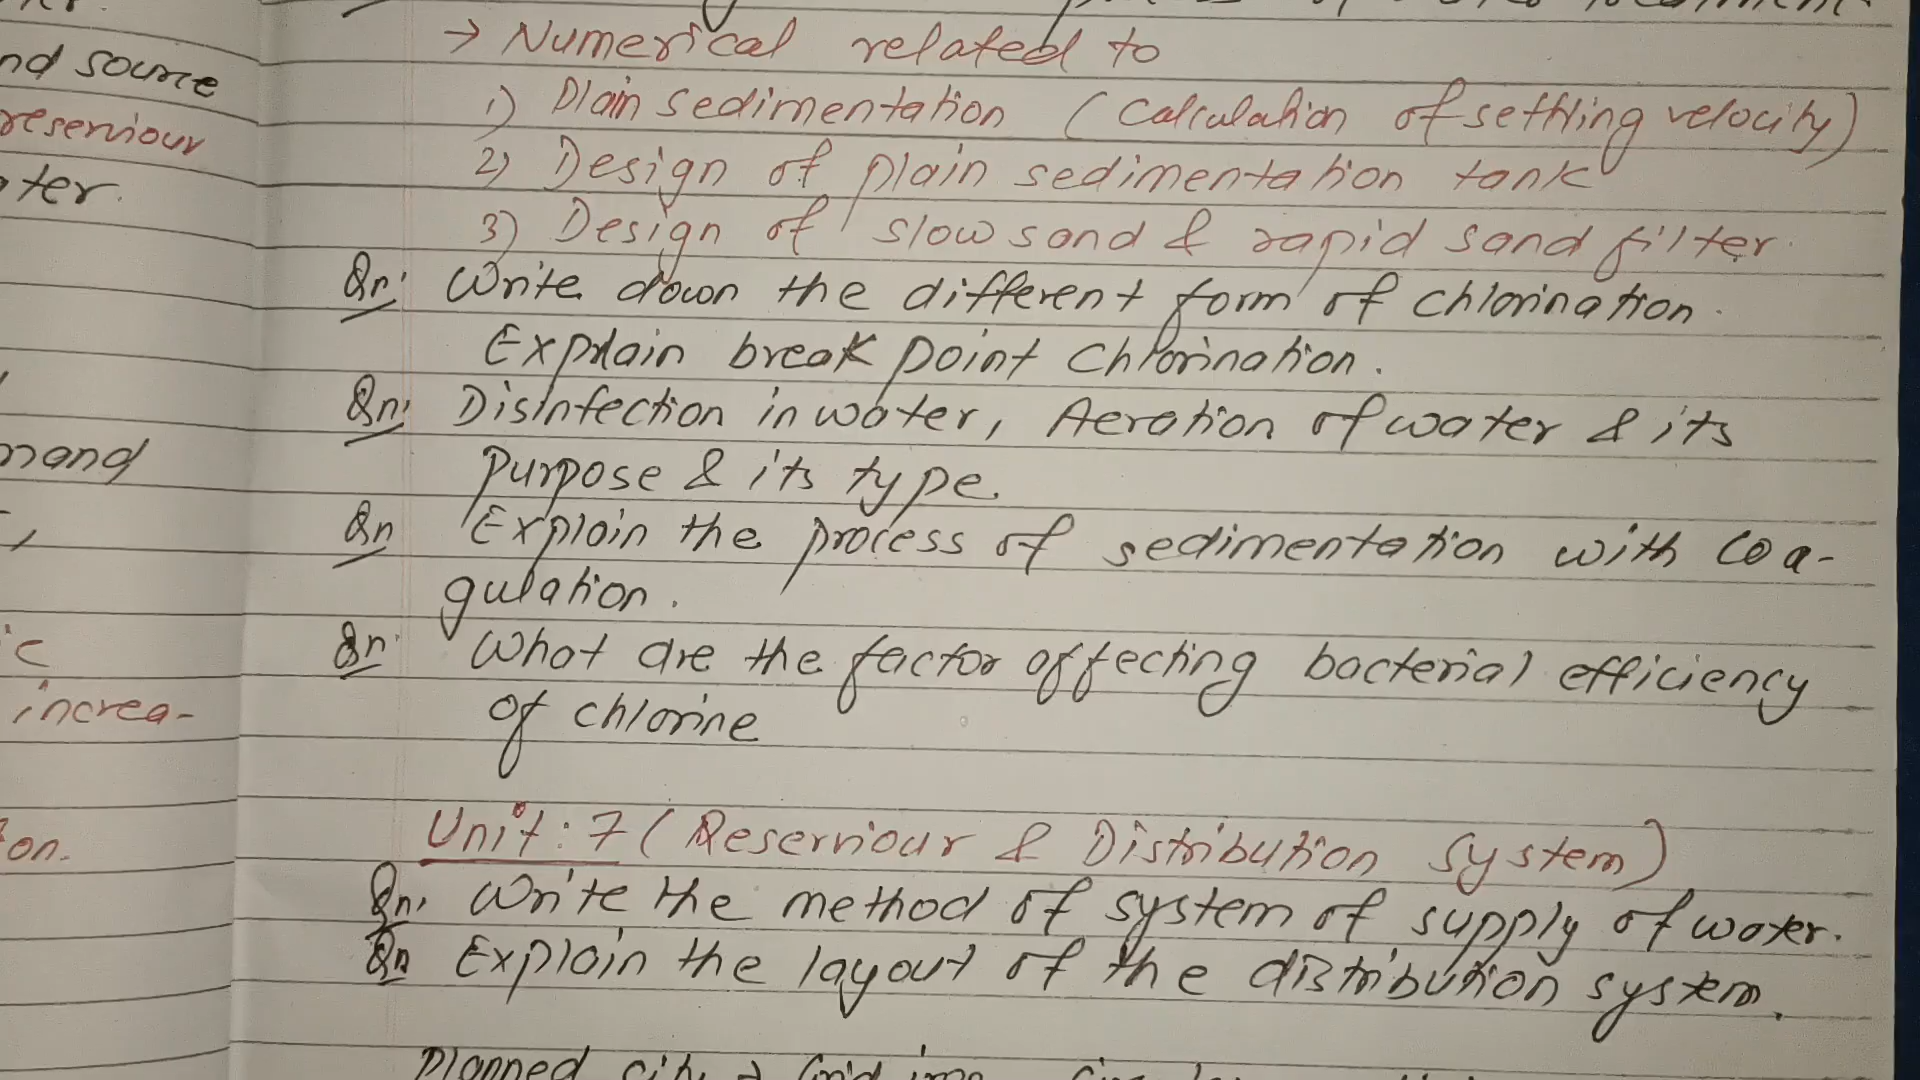 nd source
reserviour
ter.
mand
ic
increa-
on.
→ Numerical related to
1) Plain sedimentation (Calculation of settling velocity)
2) Design of plain sedimentation tank
3) Design of slow sand & rapid sand filter.
Qn: Write down the different form of chlorination.
Explain break point Chlorination.
Qn: Disinfection in water, Aeration of water & its
purpose & its type.
Qn Explain the process of sedimentation with Coa-
gulation.
Qn: What are the factor affecting bacterial efficiency
of chlorine
Unit: 7 (Reserviour & Distribution System)
Qn. Write the method of system of supply of water.
Qn Explain the layout of the distribution system.
Planned city → Grid iron